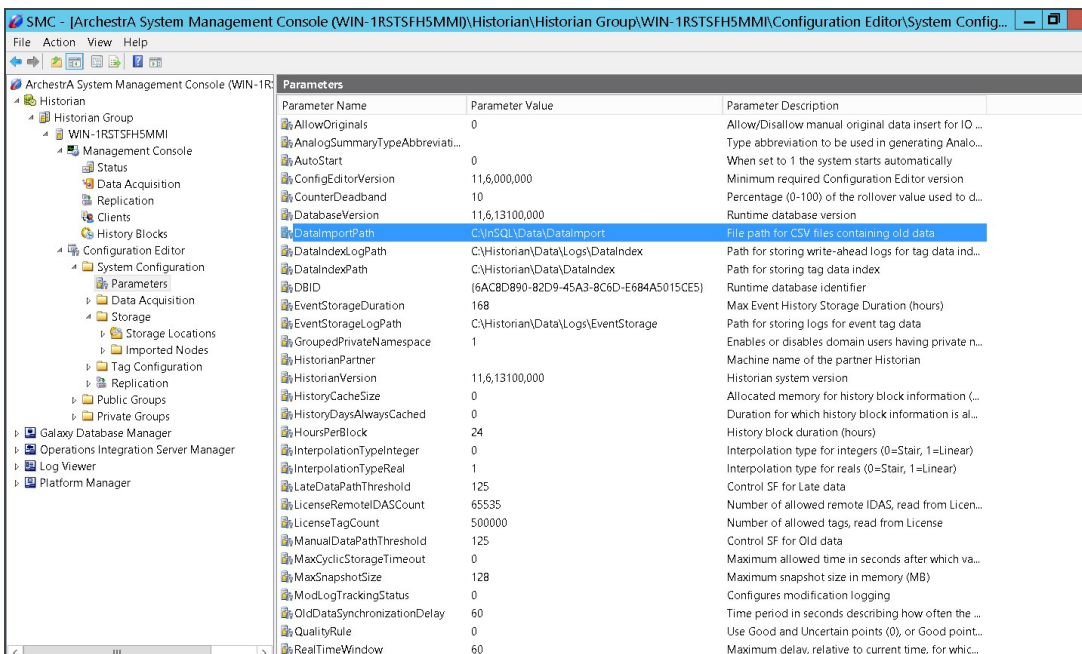 SMC - [ArchestrA System Management Console (WIN-1RSTSFH5MMI)\Historian\Historian Group\WIN-1RSTSFH5MMI\Configuration Editor\System Config...
File Action View Help
ArchestrA System Management Console (WIN-1R
Historian
Historian Group
WIN-1RSTSFH5MMI
Management Console
Status
Data Acquisition
Replication
Clients
History Blocks
Configuration Editor
System Configuration
Parameters
Data Acquisition
Storage
Storage Locations
Imported Nodes
Tag Configuration
Replication
Public Groups
Private Groups
Galaxy Database Manager
Operations Integration Server Manager
Log Viewer
Platform Manager
Parameters
Parameter Name Parameter Value Parameter Description
AllowOriginals 0 Allow/Disallow manual original data insert for IO ...
AnalogSummaryTypeAbbreviati... Type abbreviation to be used in generating Analo...
AutoStart 0 When set to 1 the system starts automatically
ConfigEditorVersion 11,6,000,000 Minimum required Configuration Editor version
CounterDeadband 10 Percentage (0-100) of the rollover value used to d...
DatabaseVersion 11,6,13100,000 Runtime database version
DataImportPath C:\InSQL\Data\DataImport File path for CSV files containing old data
DataIndexLogPath C:\Historian\Data\Logs\DataIndex Path for storing write-ahead logs for tag data ind...
DataIndexPath C:\Historian\Data\DataIndex Path for storing tag data index
DBID {6AC8D890-82D9-45A3-8C6D-E684A5015CE5} Runtime database identifier
EventStorageDuration 168 Max Event History Storage Duration (hours)
EventStorageLogPath C:\Historian\Data\Logs\EventStorage Path for storing logs for event tag data
GroupedPrivateNamespace 1 Enables or disables domain users having private n...
HistorianPartner Machine name of the partner Historian
HistorianVersion 11,6,13100,000 Historian system version
HistoryCacheSize 0 Allocated memory for history block information (...
HistoryDaysAlwaysCached 0 Duration for which history block information is al...
HoursPerBlock 24 History block duration (hours)
InterpolationTypeInteger 0 Interpolation type for integers (0=Stair, 1=Linear)
InterpolationTypeReal 1 Interpolation type for reals (0=Stair, 1=Linear)
LateDataPathThreshold 125 Control SF for Late data
LicenseRemoteIDASCount 65535 Number of allowed remote IDAS, read from Licen...
LicenseTagCount 500000 Number of allowed tags, read from License
ManualDataPathThreshold 125 Control SF for Old data
MaxCyclicStorageTimeout 0 Maximum allowed time in seconds after which va...
MaxSnapshotSize 128 Maximum snapshot size in memory (MB)
ModLogTrackingStatus 0 Configures modification logging
OldDataSynchronizationDelay 60 Time period in seconds describing how often the ...
QualityRule 0 Use Good and Uncertain points (0), or Good point...
RealTimeWindow 60 Maximum delay, relative to current time, for whic...